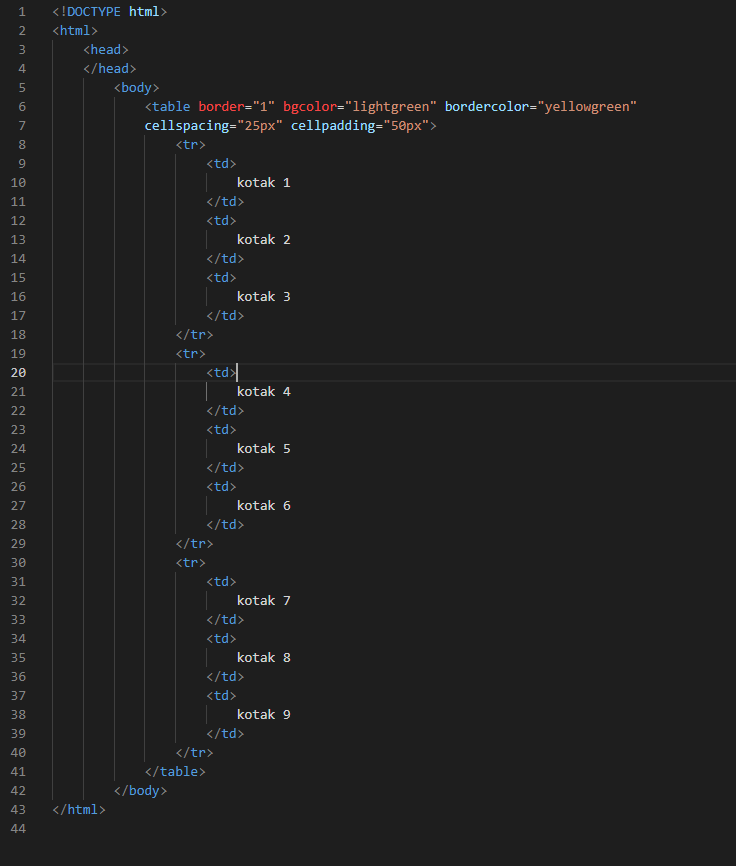 1 <!DOCTYPE html>
2 <html>
3 <head>
4 </head>
5 <body>
6 <table border="1" bgcolor="lightgreen" bordercolor="yellowgreen"
7 cellspacing="25px" cellpadding="50px">
8 <tr>
9 <td>
10 kotak 1
11 </td>
12 <td>
13 kotak 2
14 </td>
15 <td>
16 kotak 3
17 </td>
18 </tr>
19 <tr>
20 <td>
21 kotak 4
22 </td>
23 <td>
24 kotak 5
25 </td>
26 <td>
27 kotak 6
28 </td>
29 </tr>
30 <tr>
31 <td>
32 kotak 7
33 </td>
34 <td>
35 kotak 8
36 </td>
37 <td>
38 kotak 9
39 </td>
40 </tr>
41 </table>
42 </body>
43 </html>
44